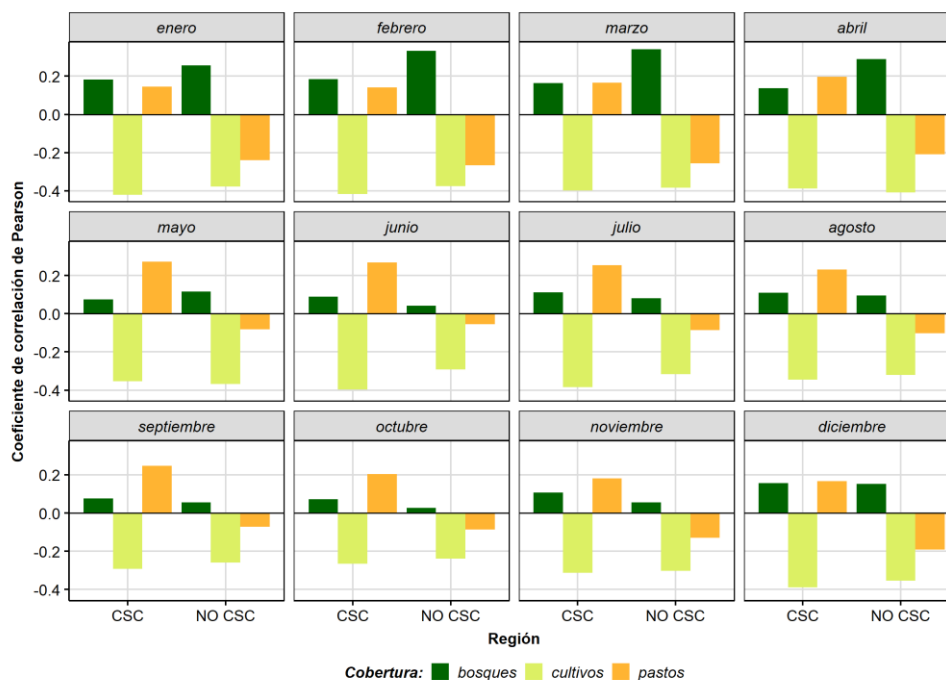 enero febrero marzo abril
0.2
0.0
-0.2
-0.4
mayo junio julio agosto
0.2
0.0
-0.2
-0.4
septiembre octubre noviembre diciembre
0.2
0.0
-0.2
-0.4
Coeficiente de correlación de Pearson
CSC NO CSC CSC NO CSC CSC NO CSC CSC NO CSC
Región
Cobertura: bosques cultivos pastos